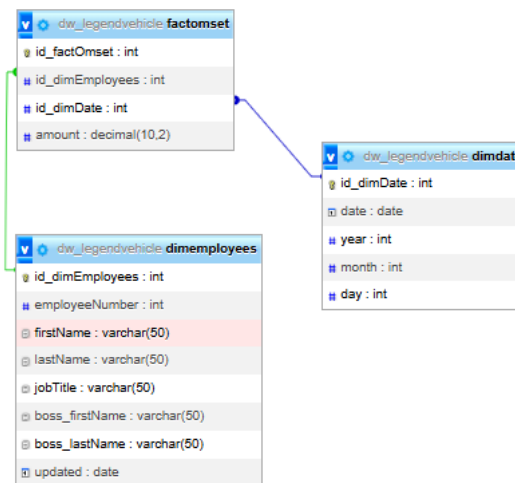 v dw_legendvehicle factomset
id_factOmset : int
# id_dimEmployees : int
# id_dimDate : int
# amount : decimal(10,2)
v dw_legendvehicle dimdat
id_dimDate : int
date : date
# year : int
# month : int
# day : int
v dw_legendvehicle dimemployees
id_dimEmployees : int
# employeeNumber : int
firstName : varchar(50)
lastName : varchar(50)
jobTitle : varchar(50)
boss_firstName : varchar(50)
boss_lastName : varchar(50)
updated : date